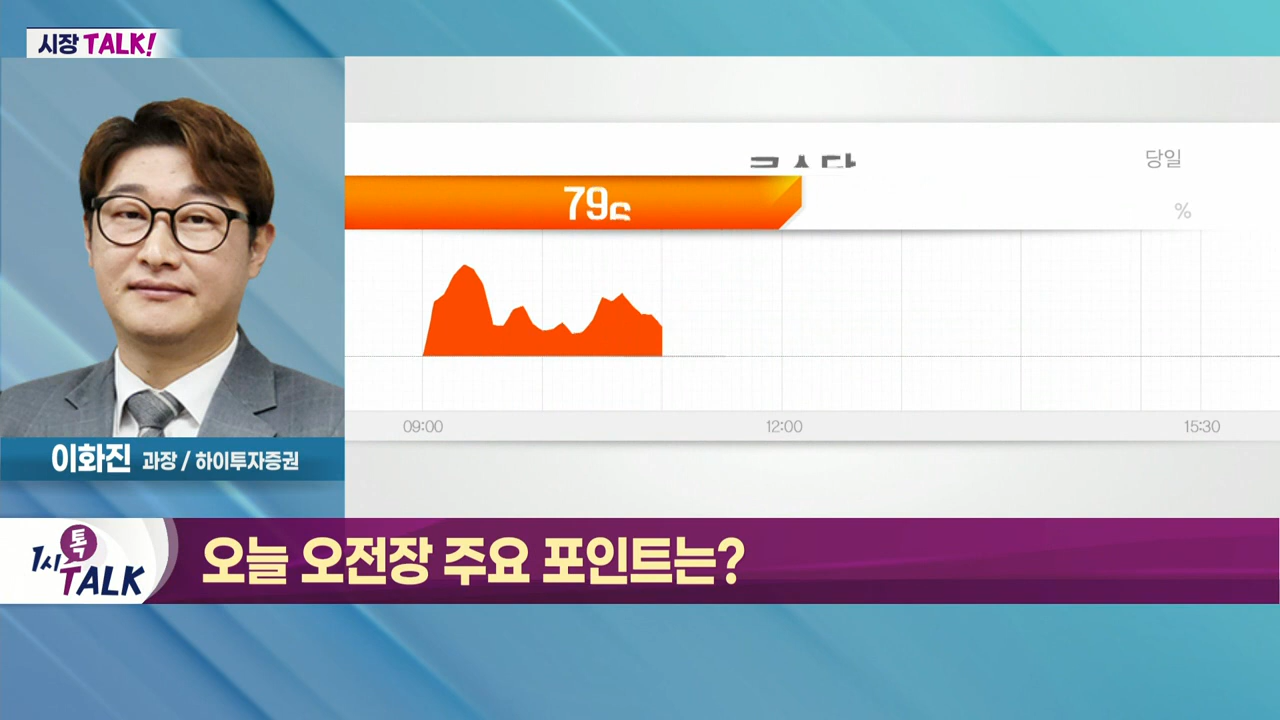 시장 TALK!
당일
79
%
09:00 12:00 15:30
이화진 과장 / 하이투자증권
1시 톡 TALK
오늘 오전장 주요 포인트는?